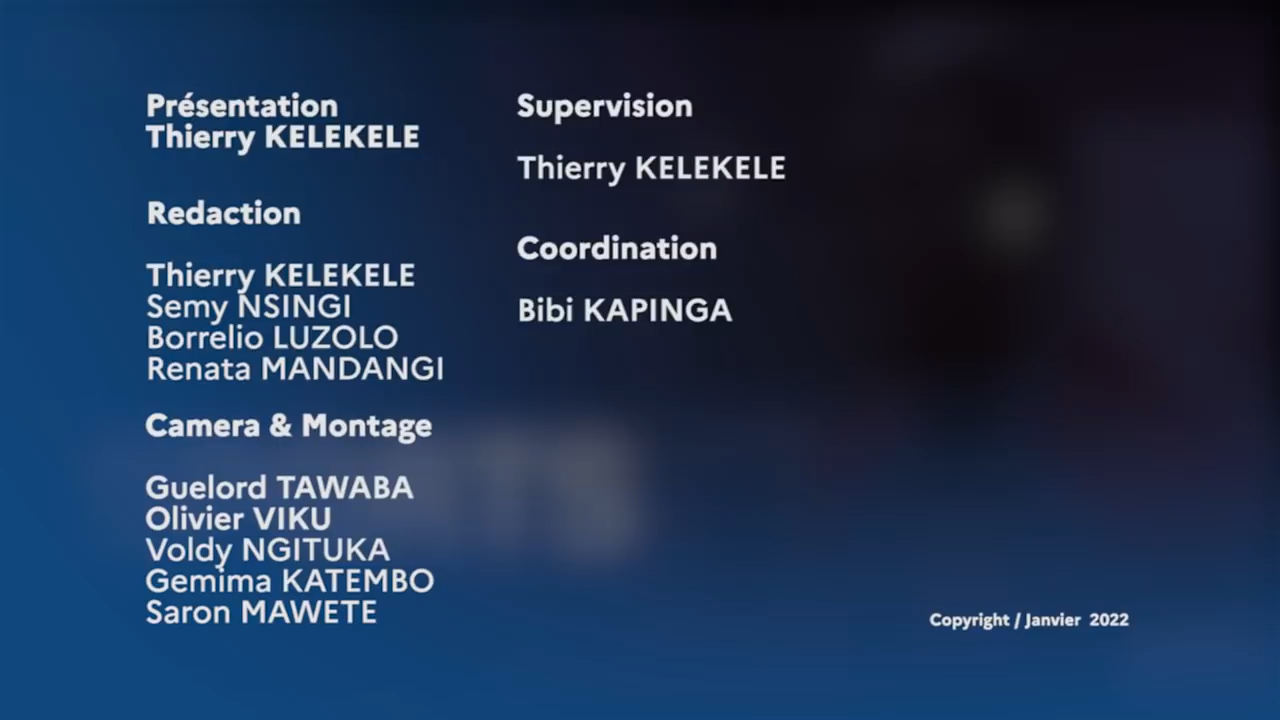 Présentation
Thierry KELEKELE
Redaction
Thierry KELEKELE
Semy NSINGI
Borrelio LUZOLO
Renata MANDANGI
Camera & Montage
Guelord TAWABA
Olivier VIKU
Voldy NGITUKA
Gemima KATEMBO
Saron MAWETE
Supervision
Thierry KELEKELE
Coordination
Bibi KAPINGA
Copyright / Janvier 2022